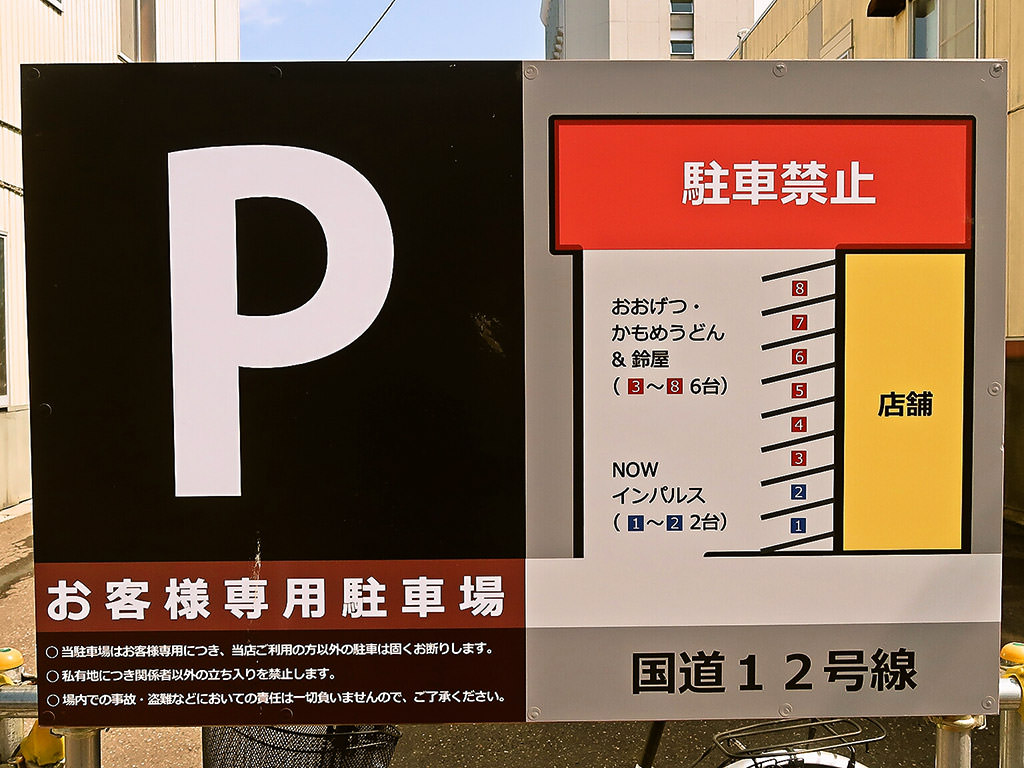 P
お客様専用駐車場
○当駐車場はお客様専用につき、当店ご利用の方以外の駐車は固くお断りします。
○私有地につき関係者以外の立ち入りを禁止します。
○場内での事故・盗難などにおいての責任は一切負いませんので、ご了承ください。
駐車禁止
おおげつ・
かもめうどん
& 鈴屋
( 3～8 6台)
NOW
インパルス
( 1～2 2台)
8
7
6
5
4
3
2
1
店舗
国道１２号線